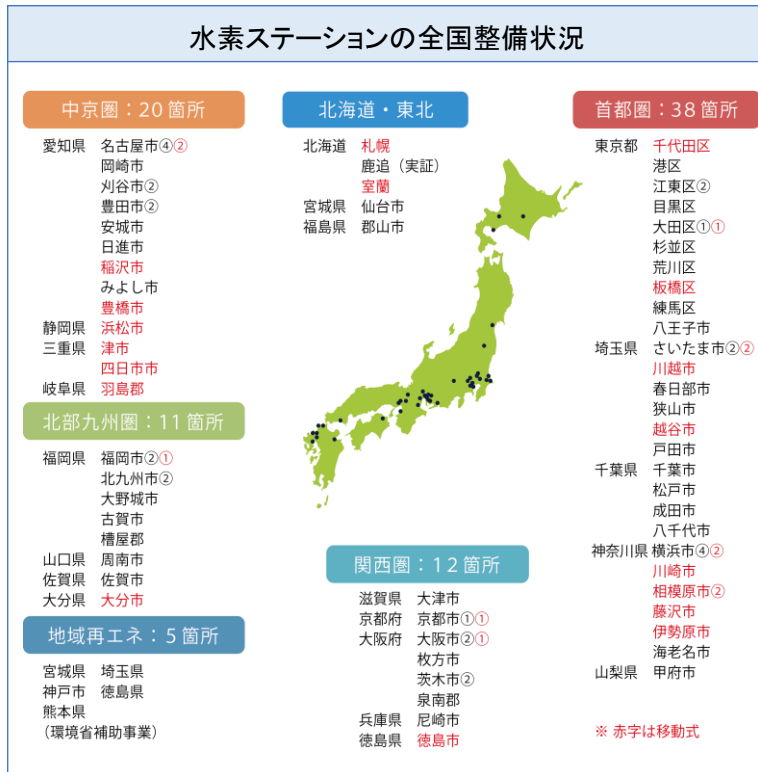 水素ステーションの全国整備状況
中京圏：20箇所
愛知県 名古屋市④②
岡崎市
刈谷市②
豊田市②
安城市
日進市
稲沢市
みよし市
豊橋市
静岡県 浜松市
三重県 津市
四日市市
岐阜県 羽島郡
北部九州圏：11箇所
福岡県 福岡市②①
北九州市②
大野城市
古賀市
糟屋郡
山口県 周南市
佐賀県 佐賀市
大分県 大分市
地域再エネ：5箇所
宮城県 埼玉県
神戸市 徳島県
熊本県
（環境省補助事業）
北海道・東北
北海道 札幌
鹿追（実証）
室蘭
宮城県 仙台市
福島県 郡山市
関西圏：12箇所
滋賀県 大津市
京都府 京都市①①
大阪府 大阪市②①
枚方市
茨木市②
泉南郡
兵庫県 尼崎市
徳島県 徳島市
首都圏：38箇所
東京都 千代田区
港区
江東区②
目黒区
大田区①①
杉並区
荒川区
板橋区
練馬区
八王子市
埼玉県 さいたま市②②
川越市
春日部市
狭山市
越谷市
戸田市
千葉県 千葉市
松戸市
成田市
八千代市
神奈川県 横浜市④②
川崎市
相模原市②
藤沢市
伊勢原市
海老名市
山梨県 甲府市
※ 赤字は移動式